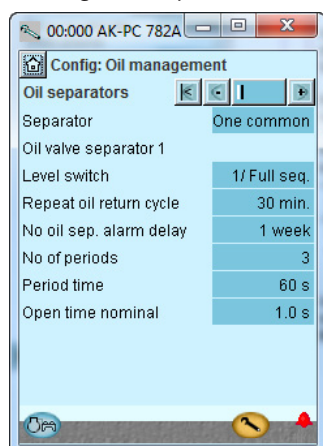 00:000 AK-PC 782A
Config: Oil management
Oil separators
Separator One common
Oil valve separator 1
Level switch 1/ Full seq.
Repeat oil return cycle 30 min.
No oil sep. alarm delay 1 week
No of periods 3
Period time 60 s
Open time nominal 1.0 s